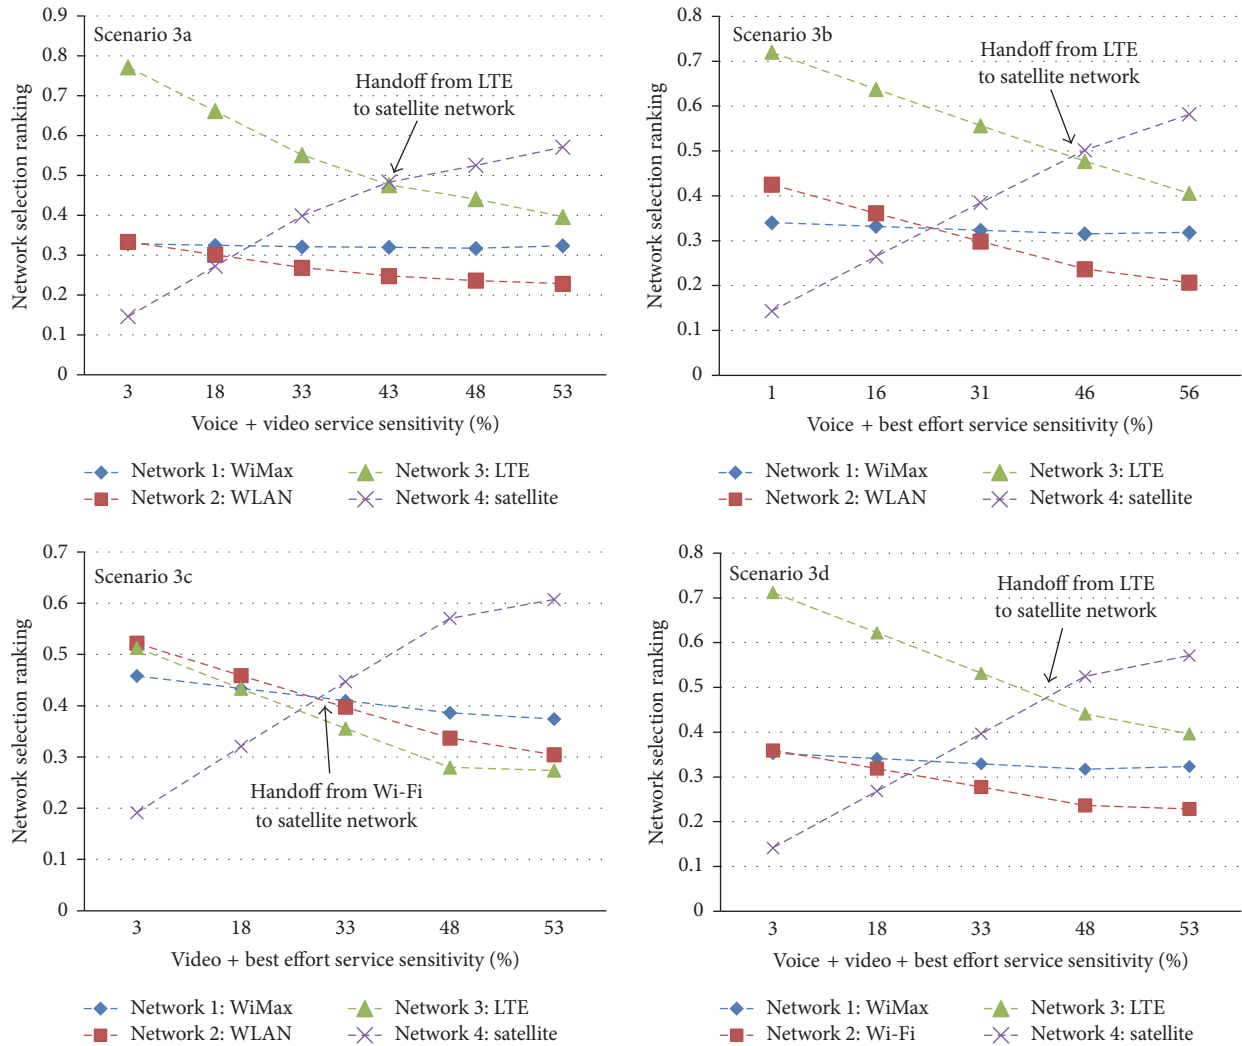 Scenario 3a
Handoff from LTE
to satellite network
Network selection ranking
0.9
0.8
0.7
0.6
0.5
0.4
0.3
0.2
0.1
0
3 18 33 43 48 53
Voice + video service sensitivity (%)
Network 1: WiMax
Network 3: LTE
Network 2: WLAN
Network 4: satellite
Scenario 3b
Handoff from LTE
to satellite network
Network selection ranking
0.8
0.7
0.6
0.5
0.4
0.3
0.2
0.1
0
1 16 31 46 56
Voice + best effort service sensitivity (%)
Network 1: WiMax
Network 3: LTE
Network 2: WLAN
Network 4: satellite
Scenario 3c
Handoff from Wi-Fi
to satellite network
Network selection ranking
0.7
0.6
0.5
0.4
0.3
0.2
0.1
0
3 18 33 48 53
Video + best effort service sensitivity (%)
Network 1: WiMax
Network 3: LTE
Network 2: WLAN
Network 4: satellite
Scenario 3d
Handoff from LTE
to satellite network
Network selection ranking
0.8
0.7
0.6
0.5
0.4
0.3
0.2
0.1
0
3 18 33 48 53
Voice + video + best effort service sensitivity (%)
Network 1: WiMax
Network 3: LTE
Network 2: Wi-Fi
Network 4: satellite